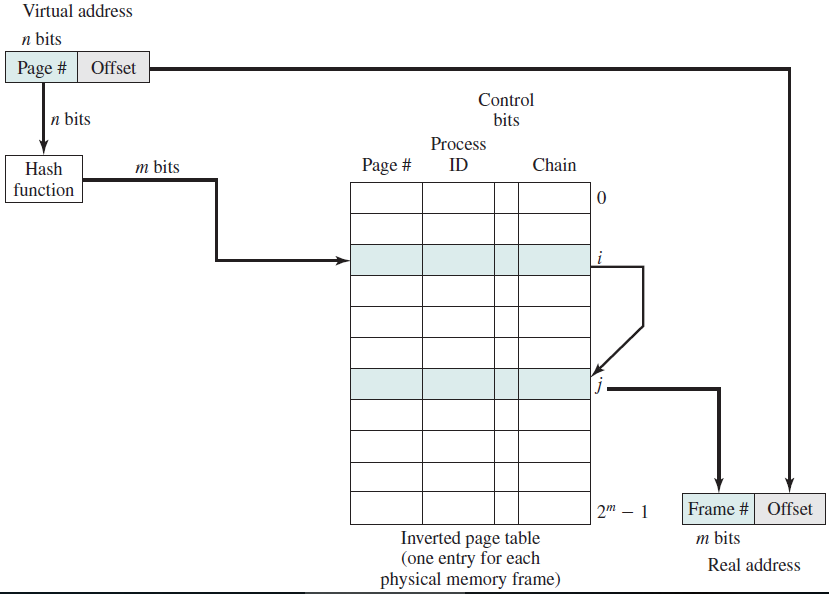 Virtual address
n bits
Page # Offset
n bits
Hash
function
m bits
Control
bits
Process
Page # ID Chain
0
i
j
2^m − 1
Frame # Offset
m bits
Real address
Inverted page table
(one entry for each
physical memory frame)